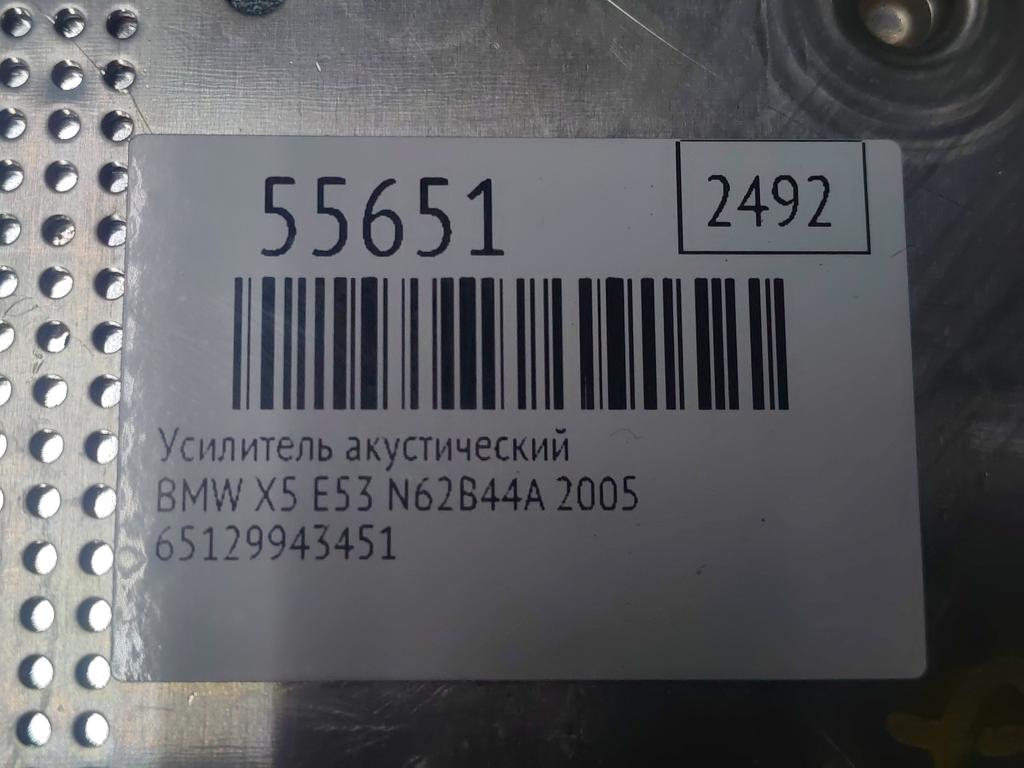 55651
2492
Усилитель акустический
BMW X5 E53 N62B44A 2005
65129943451